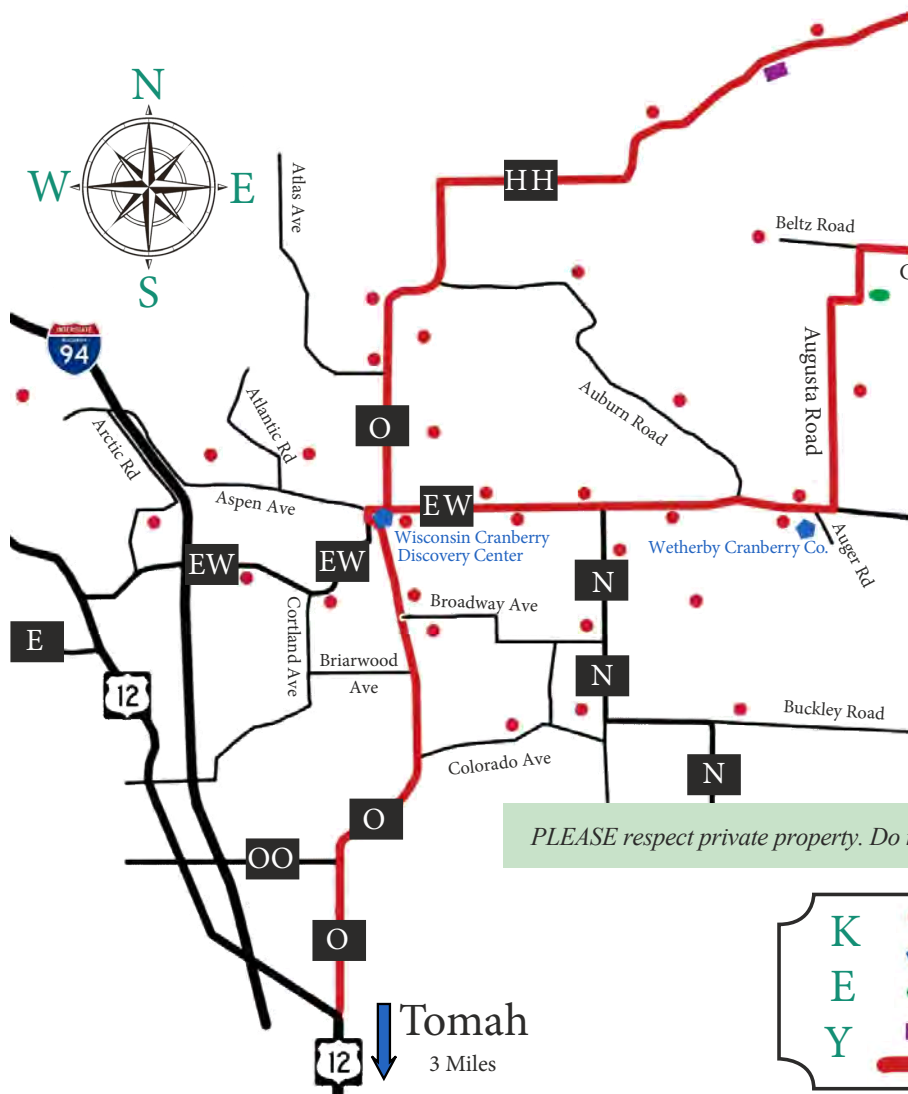 N
W
E
S
Atlas Ave
HH
Beltz Road
C
INTERSTATE
94
Augusta Road
Atlantic Rd
Auburn Road
Arctic Rd
O
Aspen Ave
EW
Wisconsin Cranberry
Discovery Center
Wetherby Cranberry Co.
Auger Rd
EW
EW
N
Cortland Ave
Broadway Ave
E
Briarwood
Ave
N
12
Buckley Road
Colorado Ave
N
O
PLEASE respect private property. Do
OO
K
E
Y
O
Tomah
3 Miles
12